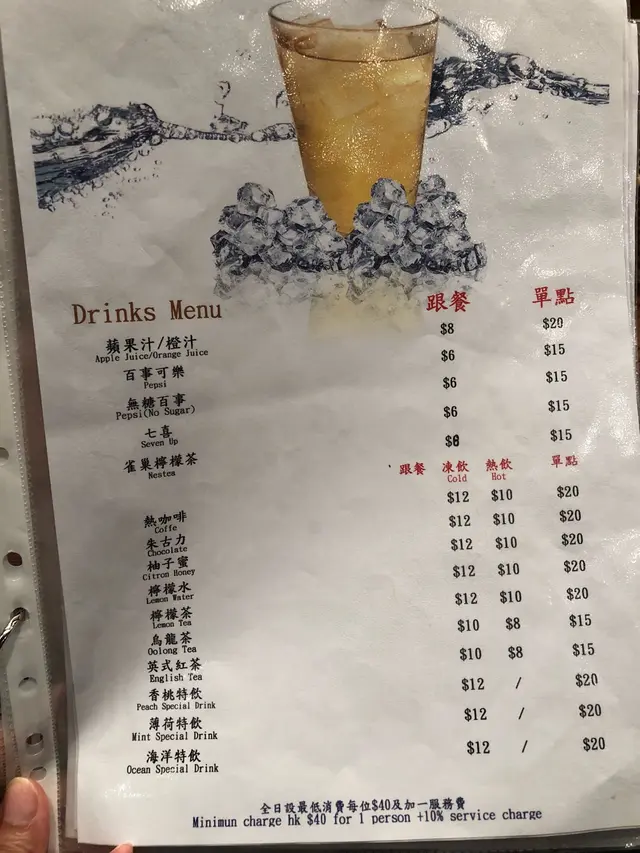 Drinks Menu 跟餐 單點
蘋果汁/橙汁 $8 $20
Apple Juice/Orange Juice
百事可樂 $6 $15
Pepsi
無糖百事 $6 $15
Pepsi(No Sugar)
七喜 $6 $15
Seven Up
雀巢檸檬茶 $15
Nestea
跟餐 凍飲 熱飲 單點
Cold Hot
熱咖啡 $12 $10 $20
Coffe
朱古力 $12 $10 $20
Chocolate
柚子蜜 $12 $10 $20
Citron Honey
檸檬水 $12 $10 $20
Lemon Water
檸檬茶 $12 $10 $20
Lemon Tea
烏龍茶 $10 $8 $15
Oolong Tea
英式紅茶 $10 $8 $15
English Tea
香桃特飲 $12 / $20
Peach Special Drink
薄荷特飲 $12 / $20
Mint Special Drink
海洋特飲 $12 / $20
Ocean Special Drink
全日設最低消費每位$40及加一服務費
Minimun charge hk $40 for 1 person +10% service charge